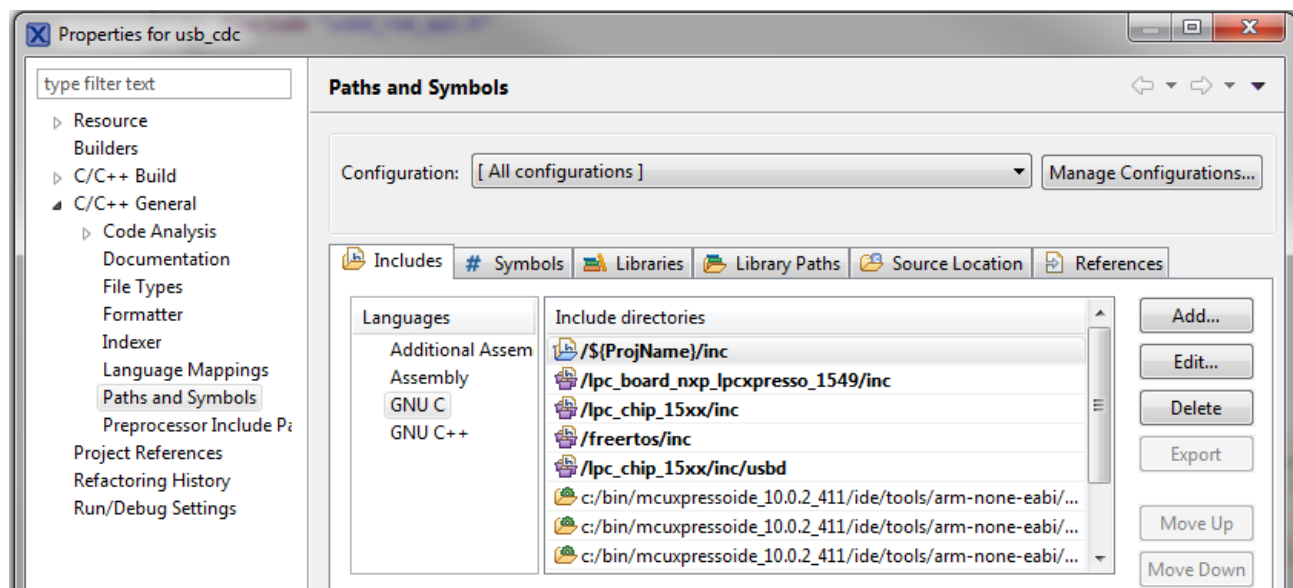 Properties for usb_cdc
type filter text
Resource
Builders
C/C++ Build
C/C++ General
Code Analysis
Documentation
File Types
Formatter
Indexer
Language Mappings
Paths and Symbols
Preprocessor Include Pa
Project References
Refactoring History
Run/Debug Settings
Paths and Symbols
Configuration: [ All configurations ] Manage Configurations...
Includes # Symbols Libraries Library Paths Source Location References
Languages
Additional Assem
Assembly
GNU C
GNU C++
Include directories
/${ProjName}/inc
/lpc_board_nxp_lpcxpresso_1549/inc
/lpc_chip_15xx/inc
/freertos/inc
/lpc_chip_15xx/inc/usbd
c:/bin/mcuxpressoide_10.0.2_411/ide/tools/arm-none-eabi/...
c:/bin/mcuxpressoide_10.0.2_411/ide/tools/arm-none-eabi/...
c:/bin/mcuxpressoide_10.0.2_411/ide/tools/arm-none-eabi/...
Add...
Edit...
Delete
Export
Move Up
Move Down